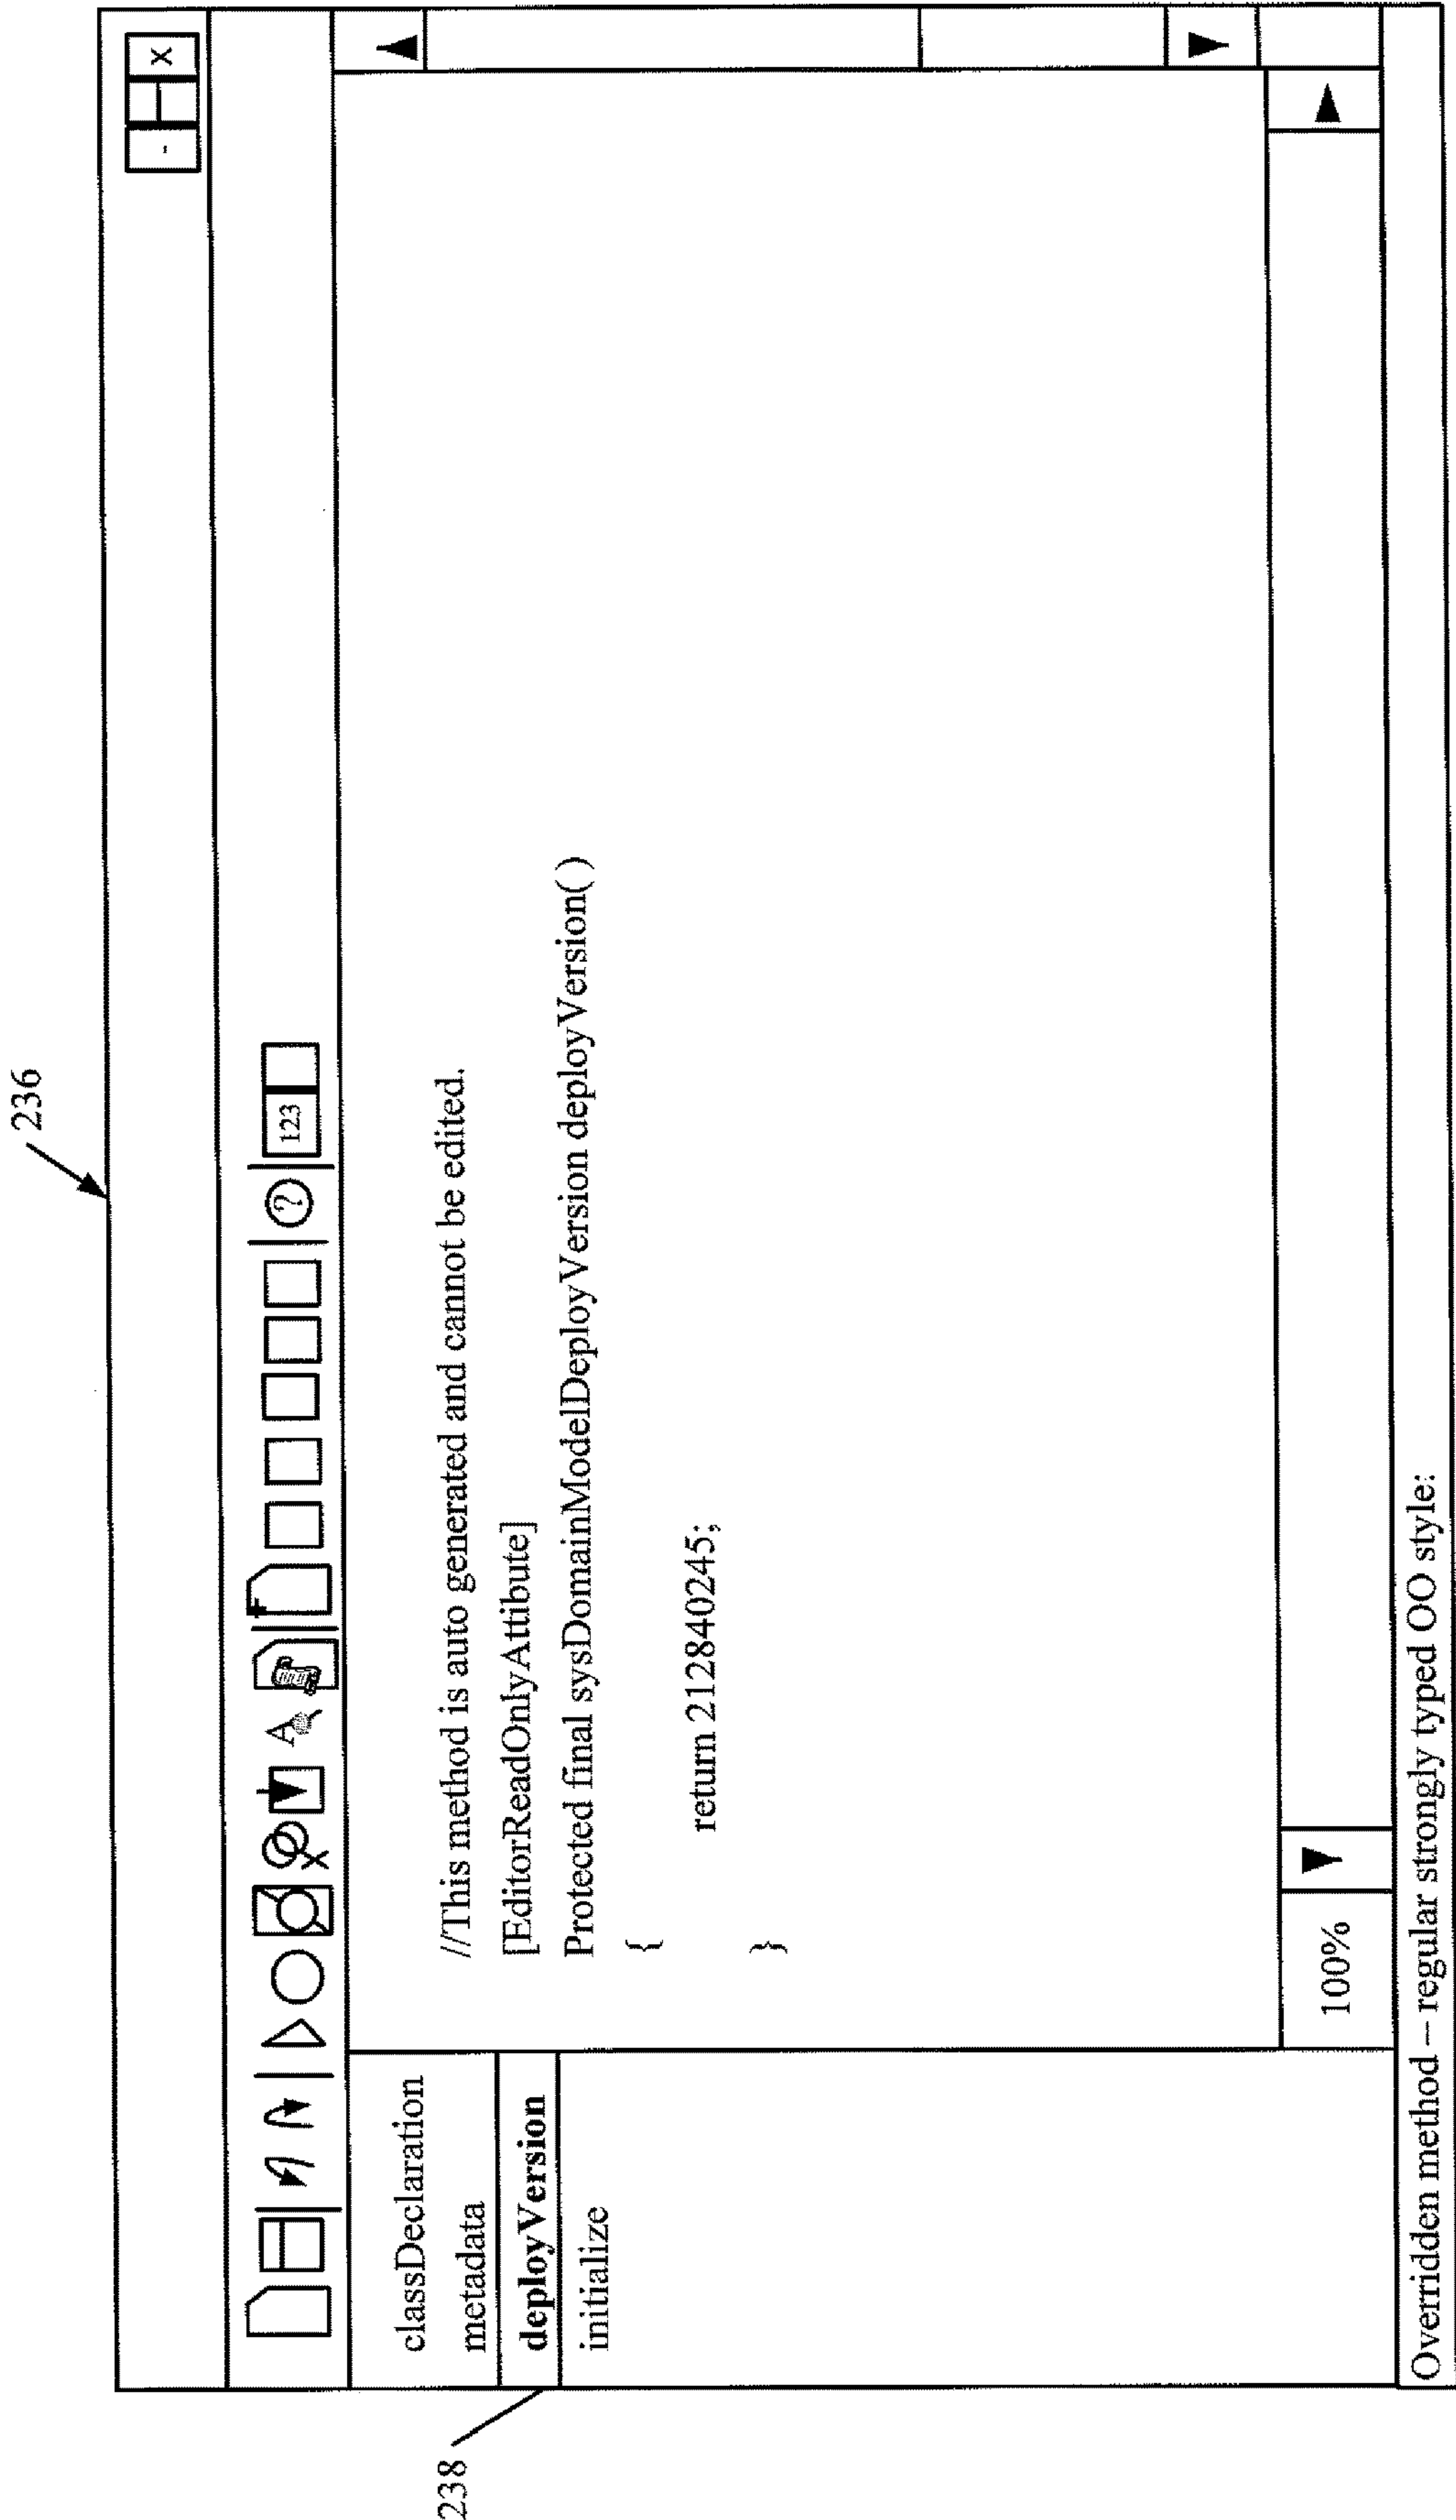 236
- x
? 123
classDeclaration
metadata
deployVersion
initialize
238
//This method is auto generated and cannot be edited.
[EditorReadOnlyAttibute]
Protected final sysDomainModelDeployVersion deployVersion( )
{
return 212840245;
}
100%
Overridden method – regular strongly typed OO style: